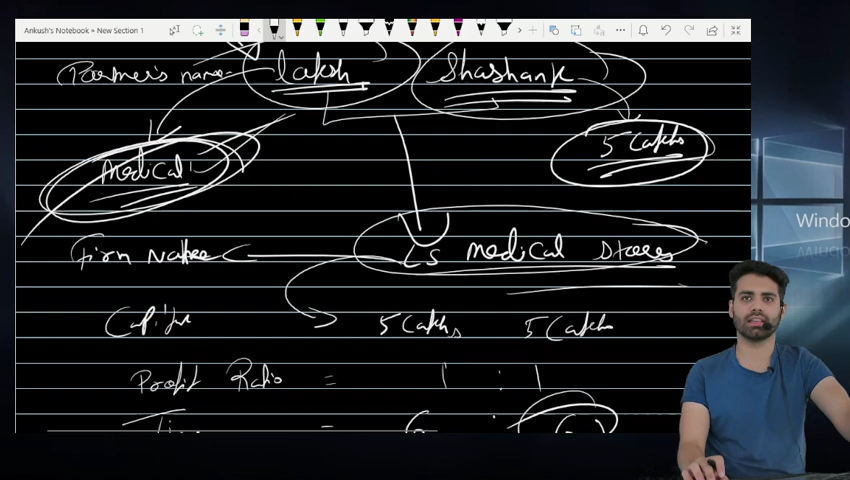 Ankush's Notebook » New Section 1
Partner's name - Laksh Shashank
5 Lakhs
Medical
Firm Name LS Medical Stores
Windo
Capital 5 Lakhs 5 Lakhs
Profit Ratio = 1 : 1
= :